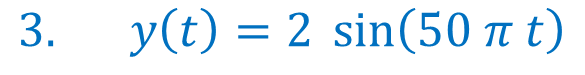 3. y(t) = 2 sin(50 π t)